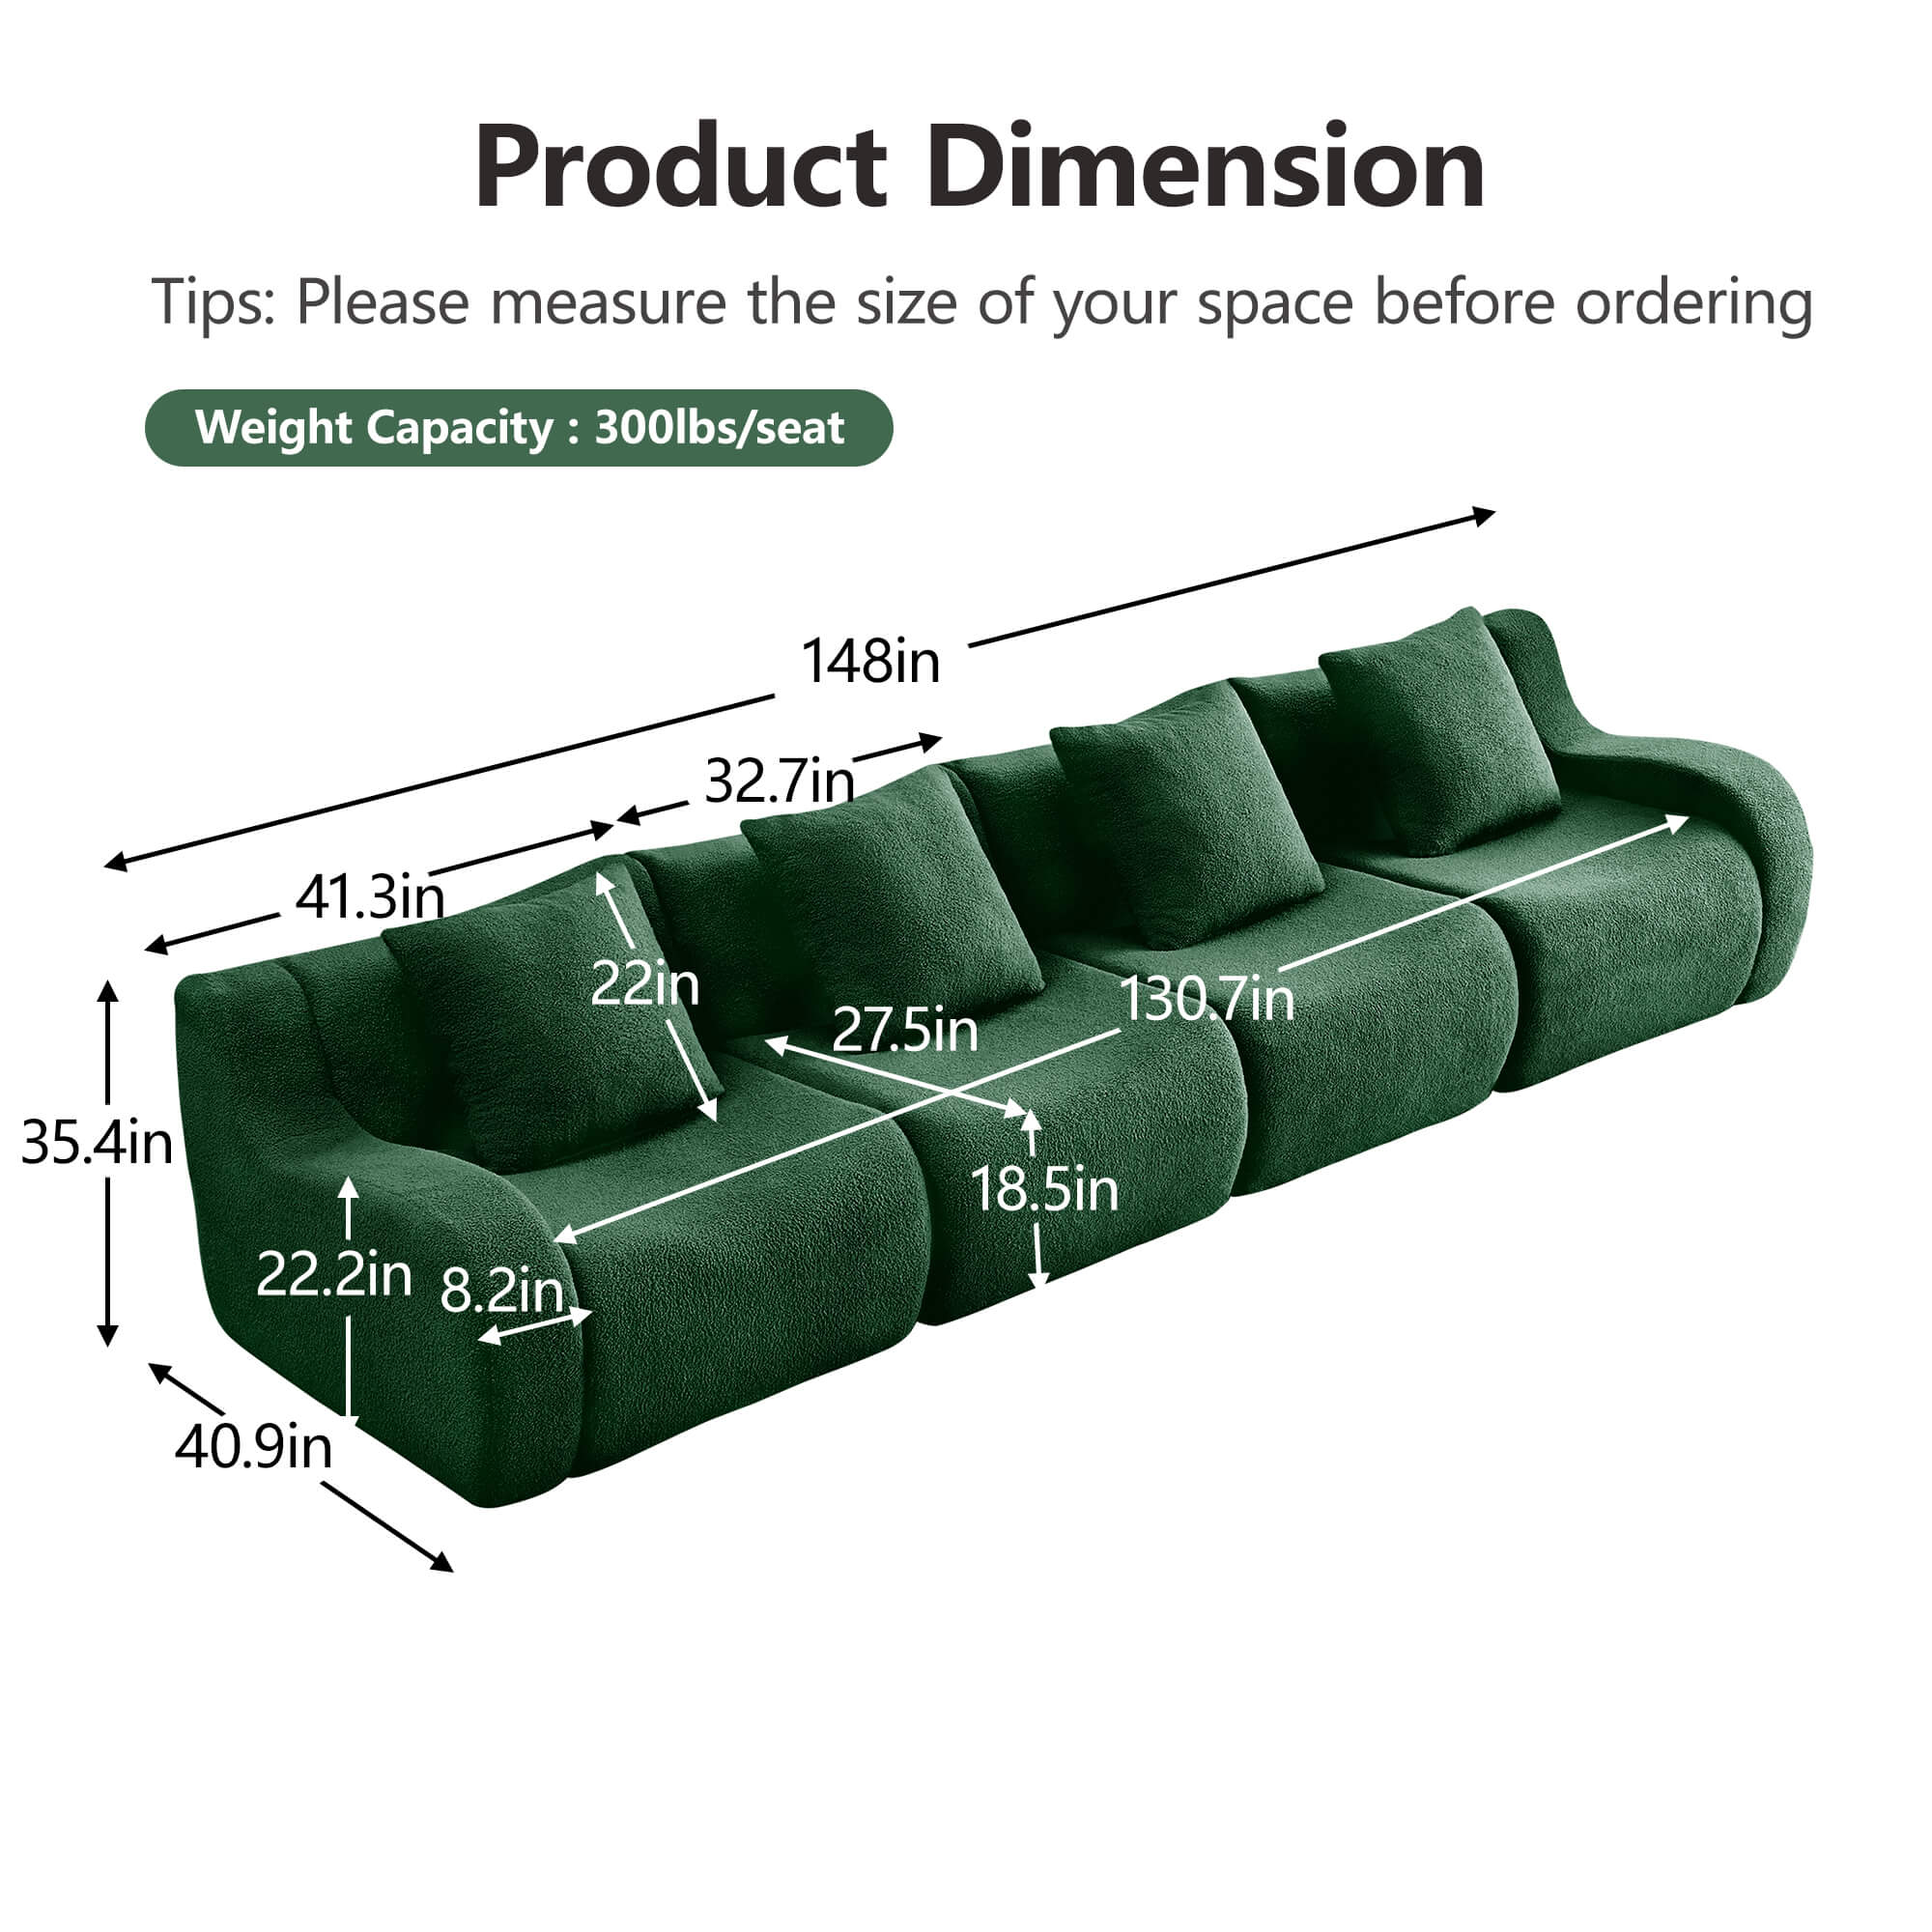 Product Dimension
Tips: Please measure the size of your space before ordering
Weight Capacity : 300lbs/seat
148in
32.7in
41.3in
22in
27.5in
130.7in
35.4in
18.5in
22.2in
8.2in
40.9in